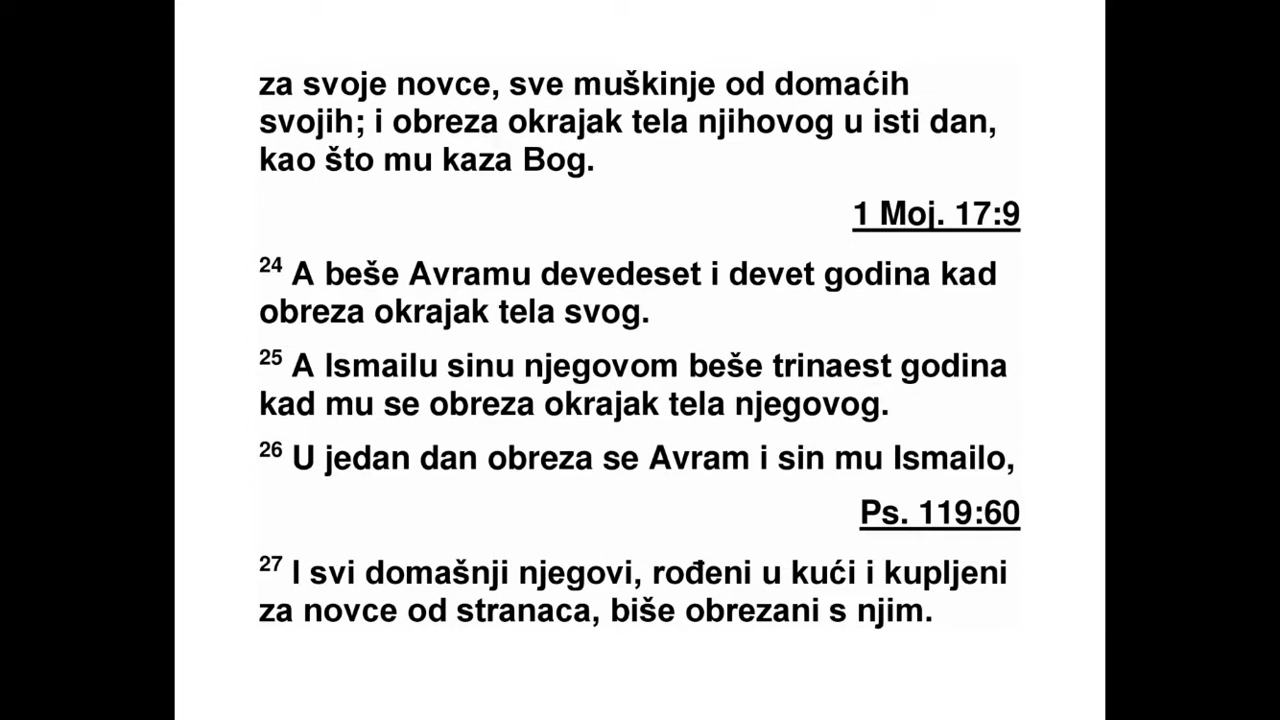 za svoje novce, sve muškinje od domaćih
svojih; i obreza okrajak tela njihovog u isti dan,
kao što mu kaza Bog.
1 Moj. 17:9
24 A beše Avramu devedeset i devet godina kad
obreza okrajak tela svog.
25 A Ismailu sinu njegovom beše trinaest godina
kad mu se obreza okrajak tela njegovog.
26 U jedan dan obreza se Avram i sin mu Ismailo,
Ps. 119:60
27 I svi domašnji njegovi, rođeni u kući i kupljeni
za novce od stranaca, biše obrezani s njim.